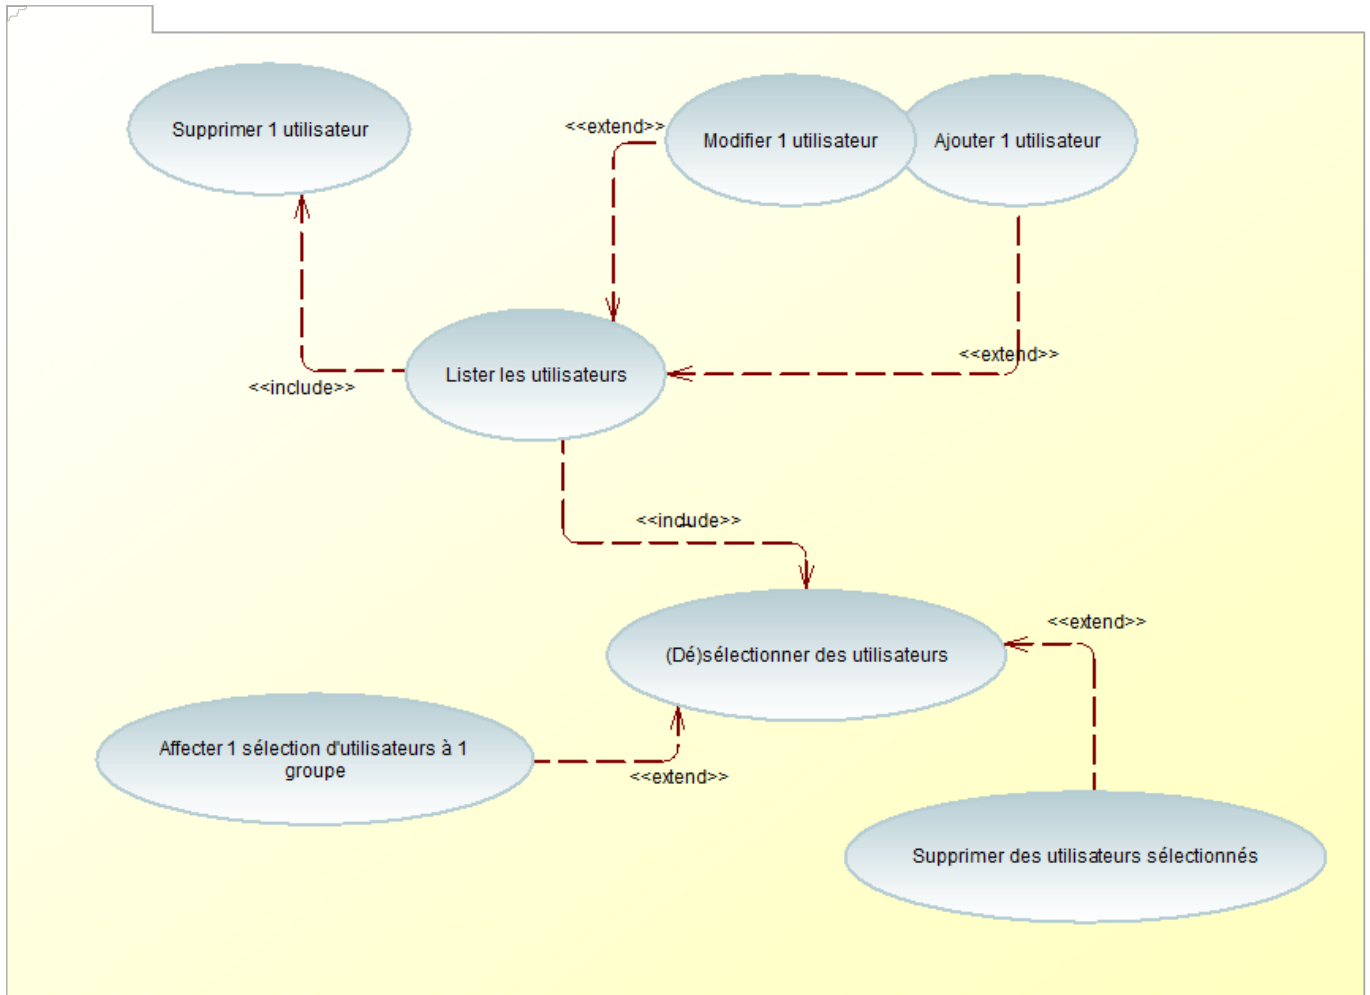 Supprimer 1 utilisateur
<<extend>>
Modifier 1 utilisateur
Ajouter 1 utilisateur
<<extend>>
Lister les utilisateurs
<<include>>
<<include>>
<<extend>>
(Dé)sélectionner des utilisateurs
Affecter 1 sélection d'utilisateurs à 1
groupe
<<extend>>
Supprimer des utilisateurs sélectionnés